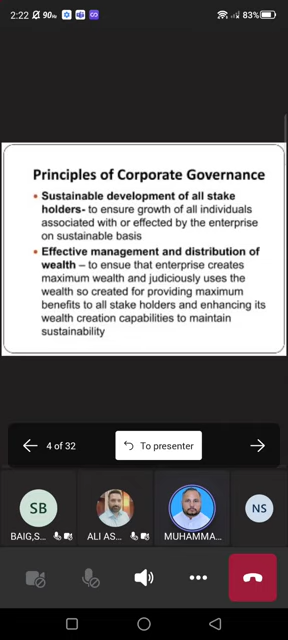 2:22 90% 83%
Principles of Corporate Governance
• Sustainable development of all stake
holders- to ensure growth of all individuals
associated with or effected by the enterprise
on sustainable basis
• Effective management and distribution of
wealth – to ensue that enterprise creates
maximum wealth and judiciously uses the
wealth so created for providing maximum
benefits to all stake holders and enhancing its
wealth creation capabilities to maintain
sustainability
4 of 32 To presenter
SB NS
BAIG,S... ALI AS... MUHAMMA...